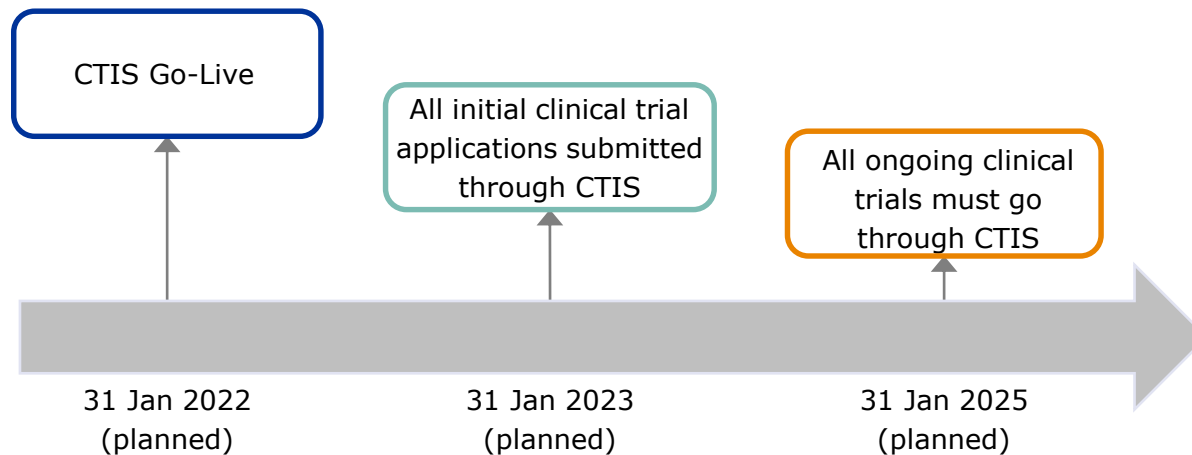 CTIS Go-Live
All initial clinical trial
applications submitted
through CTIS
All ongoing clinical
trials must go
through CTIS
31 Jan 2022
(planned)
31 Jan 2023
(planned)
31 Jan 2025
(planned)